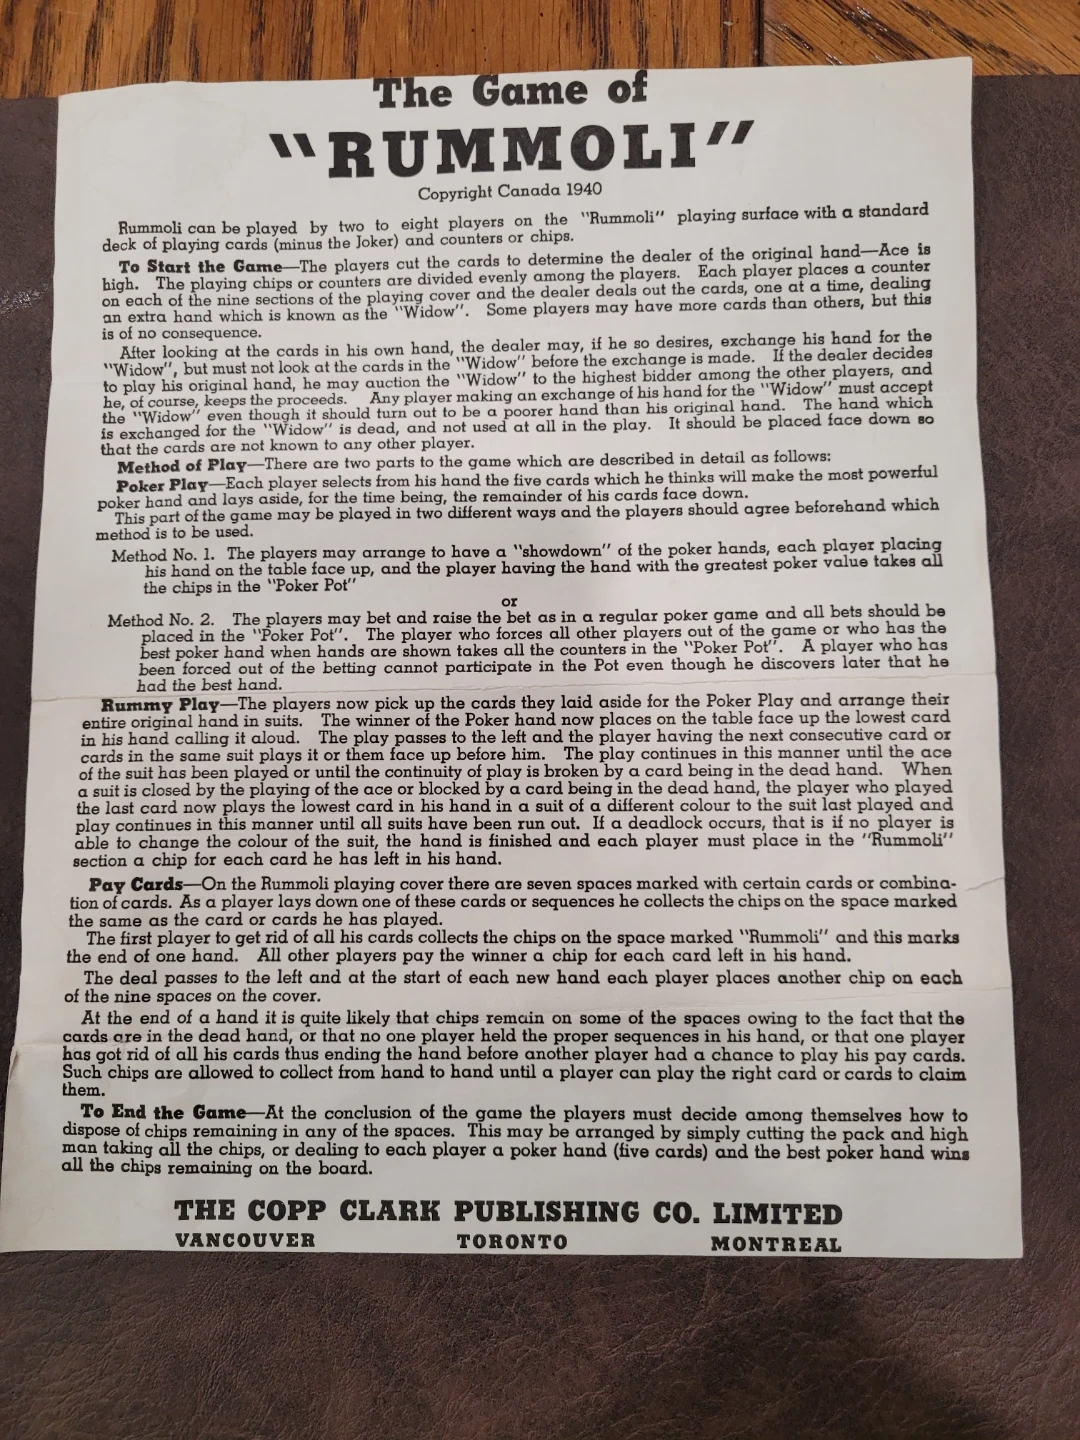 The Game of
"RUMMOLI"
Copyright Canada 1940
Rummoli can be played by two to eight players on the "Rummoli" playing surface with a standard
deck of playing cards (minus the Joker) and counters or chips.
To Start the Game—The players cut the cards to determine the dealer of the original hand—Ace is
high. The playing chips or counters are divided evenly among the players. Each player places a counter
on each of the nine sections of the playing cover and the dealer deals out the cards, one at a time, dealing
an extra hand which is known as the "Widow". Some players may have more cards than others, but this
is of no consequence.
After looking at the cards in his own hand, the dealer may, if he so desires, exchange his hand for the
"Widow", but must not look at the cards in the "Widow" before the exchange is made. If the dealer decides
to play his original hand, he may auction the "Widow" to the highest bidder among the other players, and
he, of course, keeps the proceeds. Any player making an exchange of his hand for the "Widow" must accept
the "Widow" even though it should turn out to be a poorer hand than his original hand. The hand which
is exchanged for the "Widow" is dead, and not used at all in the play. It should be placed face down so
that the cards are not known to any other player.
Method of Play—There are two parts to the game which are described in detail as follows:
Poker Play—Each player selects from his hand the five cards which he thinks will make the most powerful
poker hand and lays aside, for the time being, the remainder of his cards face down.
This part of the game may be played in two different ways and the players should agree beforehand which
method is to be used.
Method No. 1. The players may arrange to have a "showdown" of the poker hands, each player placing
his hand on the table face up, and the player having the hand with the greatest poker value takes all
the chips in the "Poker Pot"
or
Method No. 2. The players may bet and raise the bet as in a regular poker game and all bets should be
placed in the "Poker Pot". The player who forces all other players out of the game or who has the
best poker hand when hands are shown takes all the counters in the "Poker Pot". A player who has
been forced out of the betting cannot participate in the Pot even though he discovers later that he
had the best hand.
Rummy Play—The players now pick up the cards they laid aside for the Poker Play and arrange their
entire original hand in suits. The winner of the Poker hand now places on the table face up the lowest card
in his hand calling it aloud. The play passes to the left and the player having the next consecutive card or
cards in the same suit plays it or them face up before him. The play continues in this manner until the ace
of the suit has been played or until the continuity of play is broken by a card being in the dead hand. When
a suit is closed by the playing of the ace or blocked by a card being in the dead hand, the player who played
the last card now plays the lowest card in his hand in a suit of a different colour to the suit last played and
play continues in this manner until all suits have been run out. If a deadlock occurs, that is if no player is
able to change the colour of the suit, the hand is finished and each player must place in the "Rummoli"
section a chip for each card he has left in his hand.
Pay Cards—On the Rummoli playing cover there are seven spaces marked with certain cards or combina-
tion of cards. As a player lays down one of these cards or sequences he collects the chips on the space marked
the same as the card or cards he has played.
The first player to get rid of all his cards collects the chips on the space marked "Rummoli" and this marks
the end of one hand. All other players pay the winner a chip for each card left in his hand.
The deal passes to the left and at the start of each new hand each player places another chip on each
of the nine spaces on the cover.
At the end of a hand it is quite likely that chips remain on some of the spaces owing to the fact that the
cards are in the dead hand, or that no one player held the proper sequences in his hand, or that one player
has got rid of all his cards thus ending the hand before another player had a chance to play his pay cards.
Such chips are allowed to collect from hand to hand until a player can play the right card or cards to claim
them.
To End the Game—At the conclusion of the game the players must decide among themselves how to
dispose of chips remaining in any of the spaces. This may be arranged by simply cutting the pack and high
man taking all the chips, or dealing to each player a poker hand (five cards) and the best poker hand wins
all the chips remaining on the board.
THE COPP CLARK PUBLISHING CO. LIMITED
VANCOUVER TORONTO MONTREAL